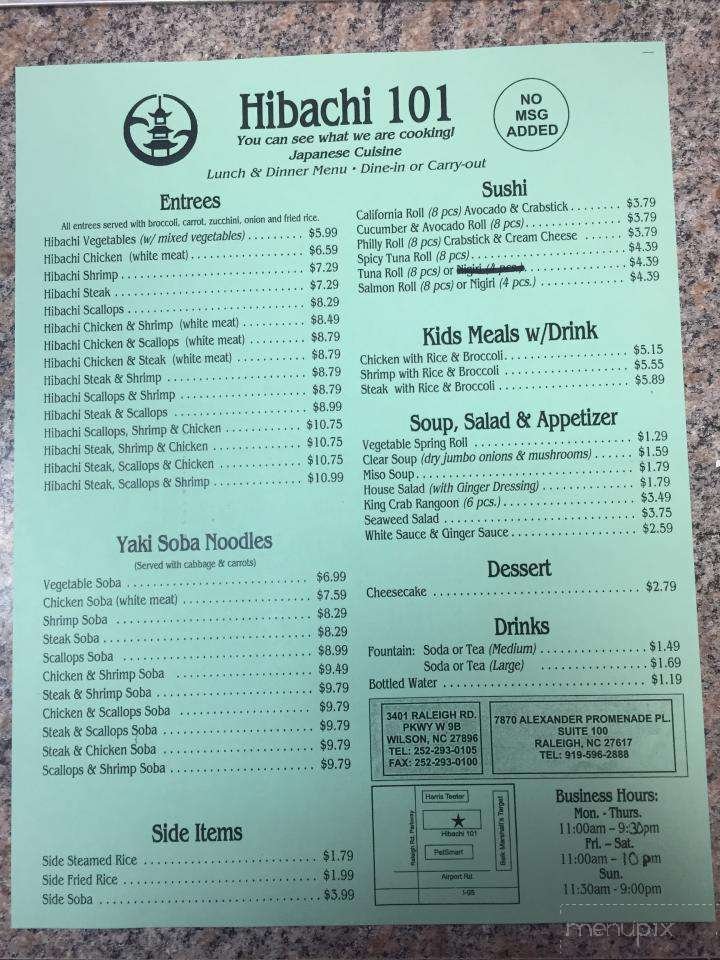 Hibachi 101
You can see what we are cooking!
Japanese Cuisine
Lunch & Dinner Menu • Dine-in or Carry-out
NO
MSG
ADDED
Entrees
All entrees served with broccoli, carrot, zucchini, onion and fried rice.
Hibachi Vegetables (w/ mixed vegetables) $5.99
Hibachi Chicken (white meat) $6.59
Hibachi Shrimp $7.29
Hibachi Steak $7.29
Hibachi Scallops $8.29
Hibachi Chicken & Shrimp (white meat) $8.49
Hibachi Chicken & Scallops (white meat) $8.79
Hibachi Chicken & Steak (white meat) $8.79
Hibachi Steak & Shrimp $8.79
Hibachi Scallops & Shrimp $8.79
Hibachi Steak & Scallops $8.99
Hibachi Scallops, Shrimp & Chicken $10.75
Hibachi Steak, Shrimp & Chicken $10.75
Hibachi Steak, Scallops & Chicken $10.75
Hibachi Steak, Scallops & Shrimp $10.99
Yaki Soba Noodles
(Served with cabbage & carrots)
Vegetable Soba $6.99
Chicken Soba (white meat) $7.59
Shrimp Soba $8.29
Steak Soba $8.29
Scallops Soba $8.99
Chicken & Shrimp Soba $9.49
Steak & Shrimp Soba $9.79
Chicken & Scallops Soba $9.79
Steak & Scallops Soba $9.79
Steak & Chicken Soba $9.79
Scallops & Shrimp Soba $9.79
Side Items
Side Steamed Rice $1.79
Side Fried Rice $1.99
Side Soba $3.99
Sushi
California Roll (8 pcs) Avocado & Crabstick $3.79
Cucumber & Avocado Roll (8 pcs) $3.79
Philly Roll (8 pcs) Crabstick & Cream Cheese $3.79
Spicy Tuna Roll (8 pcs) $4.39
Tuna Roll (8 pcs) or Nigiri (4 pcs.) $4.39
Salmon Roll (8 pcs) or Nigiri (4 pcs.) $4.39
Kids Meals w/Drink
Chicken with Rice & Broccoli $5.15
Shrimp with Rice & Broccoli $5.55
Steak with Rice & Broccoli $5.89
Soup, Salad & Appetizer
Vegetable Spring Roll $1.29
Clear Soup (dry jumbo onions & mushrooms) $1.59
Miso Soup $1.79
House Salad (with Ginger Dressing) $1.79
King Crab Rangoon (6 pcs.) $3.49
Seaweed Salad $3.75
White Sauce & Ginger Sauce $2.59
Dessert
Cheesecake $2.79
Drinks
Fountain: Soda or Tea (Medium) $1.49
Soda or Tea (Large) $1.69
Bottled Water $1.19
3401 RALEIGH RD.
PKWY W 9B
WILSON, NC 27896
TEL: 252-293-0105
FAX: 252-293-0100
7870 ALEXANDER PROMENADE PL.
SUITE 100
RALEIGH, NC 27617
TEL: 919-596-2888
Raleigh Rd. Parkway
Harris Teeter
Hibachi 101
PetSmart
Belk Marshall's Target
Airport Rd.
I-95
Business Hours:
Mon. - Thurs.
11:00am – 9:30pm
Fri. – Sat.
11:00am – 10 pm
Sun.
11:30am - 9:00pm
menupix